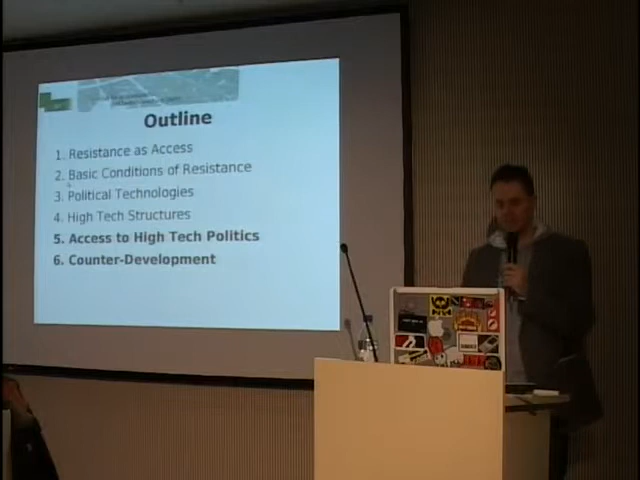 Outline
1. Resistance as Access
2. Basic Conditions of Resistance
3. Political Technologies
4. High Tech Structures
5. Access to High Tech Politics
6. Counter-Development